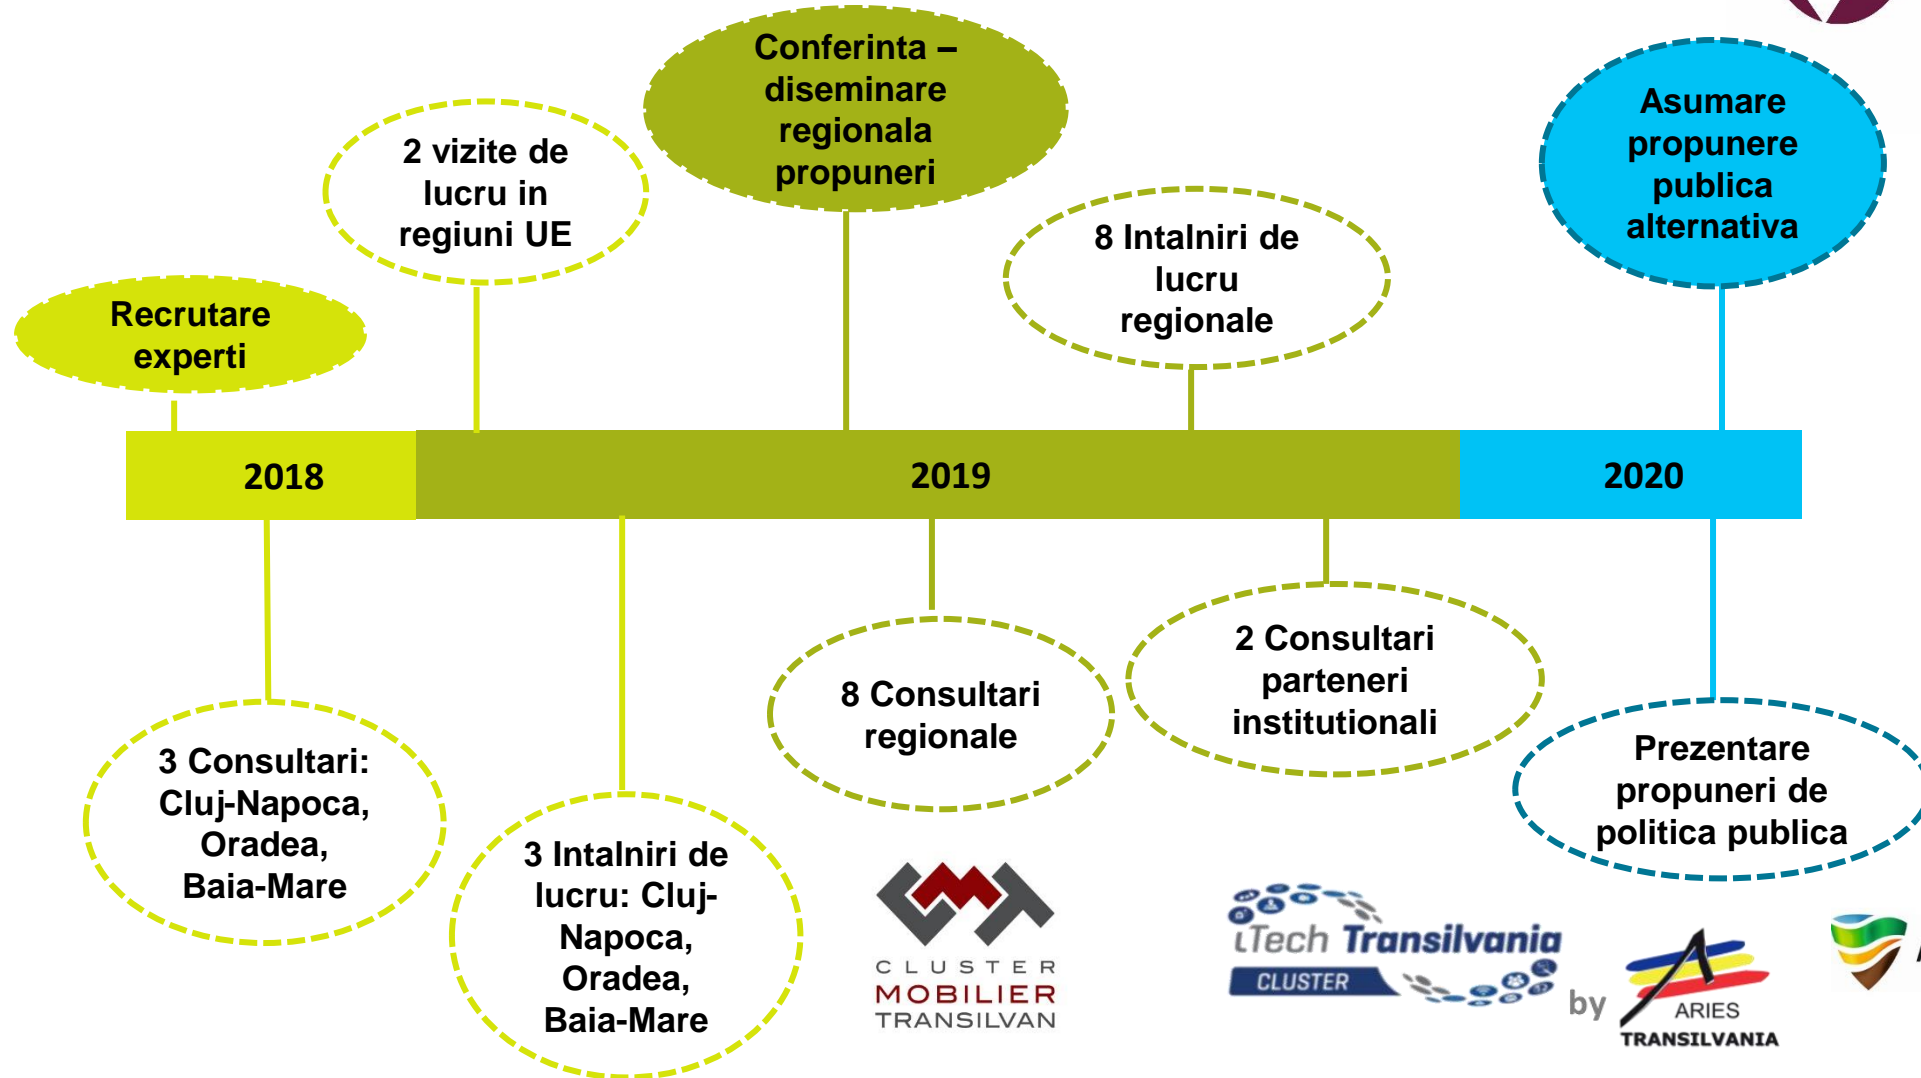 Conferinta –
diseminare
regionala
propuneri
Asumare
propunere
publica
alternativa
2 vizite de
lucru in
regiuni UE
8 Intalniri de
lucru
regionale
Recrutare
experti
2018
2019
2020
3 Consultari:
Cluj-Napoca,
Oradea,
Baia-Mare
3 Intalniri de
lucru: Cluj-
Napoca,
Oradea,
Baia-Mare
8 Consultari
regionale
2 Consultari
parteneri
institutionali
Prezentare
propuneri de
politica publica
CLUSTER
MOBILIER
TRANSILVAN
iTech Transilvania
CLUSTER
by
ARIES
TRANSILVANIA